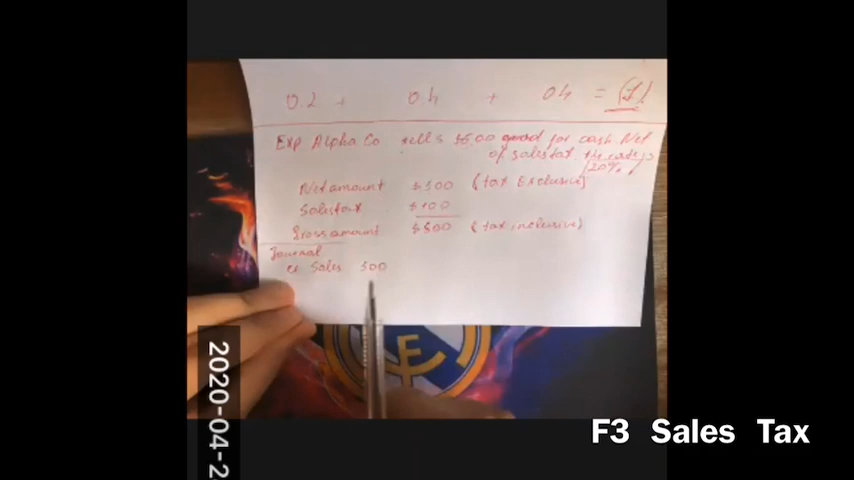 0.2 + 0.4 + 0.4 = (1)
Exp Alpha Co sells $500 good for cash Net
of sales tax. the rate is
20%
Net amount $500 (tax Exclusive)
Sales tax $100
Gross amount $600 (tax inclusive)
Journal
cr Sales 500
2020-04-2
F3 Sales Tax